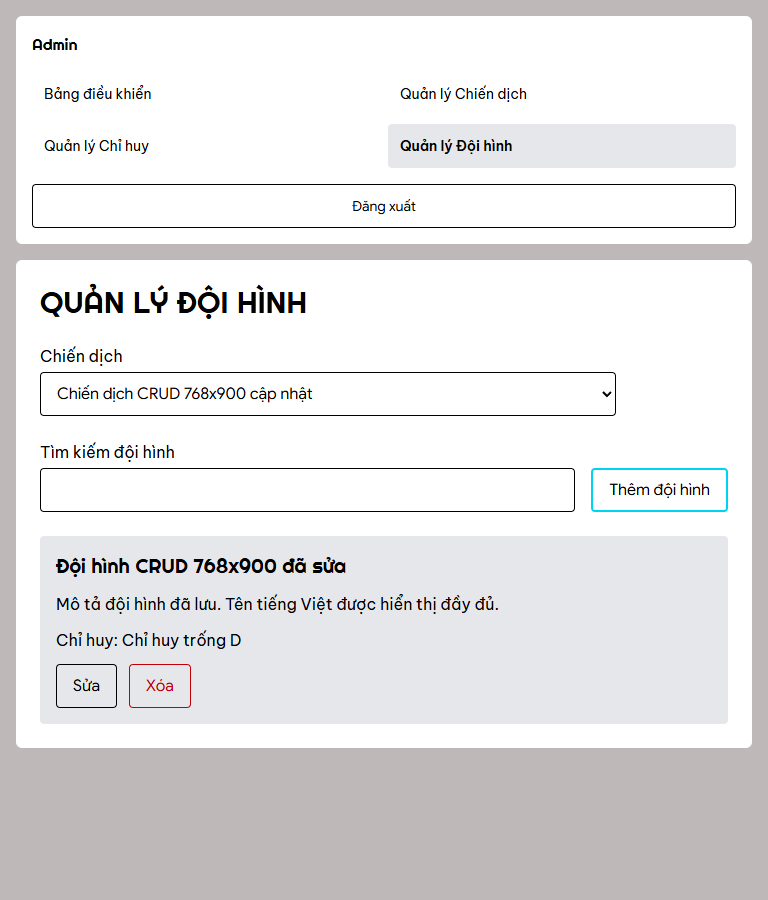 Admin
Bảng điều khiển
Quản lý Chiến dịch
Quản lý Chỉ huy
Quản lý Đội hình
Đăng xuất
QUẢN LÝ ĐỘI HÌNH
Chiến dịch
Chiến dịch CRUD 768x900 cập nhật
Tìm kiếm đội hình
Thêm đội hình
Đội hình CRUD 768x900 đã sửa
Mô tả đội hình đã lưu. Tên tiếng Việt được hiển thị đầy đủ.
Chỉ huy: Chỉ huy trống D
Sửa
Xóa